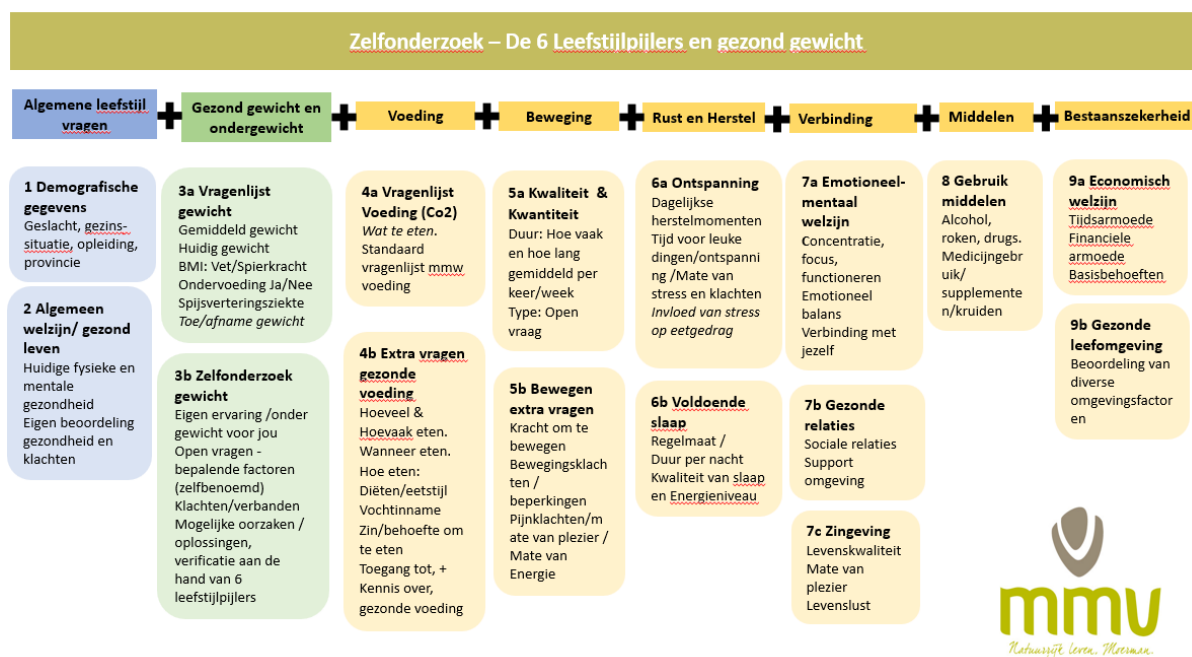 Zelfonderzoek – De 6 Leefstijlpijlers en gezond gewicht
Algemene leefstijl
vragen
Gezond gewicht en
ondergewicht
Voeding
Beweging
Rust en Herstel
Verbinding
Middelen
Bestaanszekerheid
1 Demografische
gegevens
Geslacht, gezins-
situatie, opleiding,
provincie
2 Algemeen
welzijn/ gezond
leven
Huidige fysieke en
mentale
gezondheid
Eigen beoordeling
gezondheid en
klachten
3a Vragenlijst
gewicht
Gemiddeld gewicht
Huidig gewicht
BMI: Vet/Spierkracht
Ondervoeding Ja/Nee
Spijsverteringsziekte
Toe/afname gewicht
3b Zelfonderzoek
gewicht
Eigen ervaring /onder
gewicht voor jou
Open vragen -
bepalende factoren
(zelfbenoemd)
Klachten/verbanden
Mogelijke oorzaken /
oplossingen,
verificatie aan de
hand van 6
leefstijlpijlers
4a Vragenlijst
Voeding (Co2)
Wat te eten.
Standaard
vragenlijst mmw
voeding
4b Extra vragen
gezonde
voeding
Hoeveel &
Hoevaak eten.
Wanneer eten.
Hoe eten:
Diëten/eetstijl
Vochtinname
Zin/behoefte om
te eten
Toegang tot, +
Kennis over,
gezonde voeding
5a Kwaliteit &
Kwantiteit
Duur: Hoe vaak
en hoe lang
gemiddeld per
keer/week
Type: Open
vraag
5b Bewegen
extra vragen
Kracht om te
bewegen
Bewegingsklach
ten /
beperkingen
Pijnklachten/m
ate van plezier /
Mate van
Energie
6a Ontspanning
Dagelijkse
herstelmomenten
Tijd voor leuke
dingen/ontspanni
ng /Mate van
stress en klachten
Invloed van stress
op eetgedrag
6b Voldoende
slaap
Regelmaat /
Duur per nacht
Kwaliteit van slaap
en Energieniveau
7a Emotioneel-
mentaal
welzijn
Concentratie,
focus,
functioneren
Emotioneel
balans
Verbinding met
jezelf
7b Gezonde
relaties
Sociale relaties
Support
omgeving
7c Zingeving
Levenskwaliteit
Mate van
plezier
Levenslust
8 Gebruik
middelen
Alcohol,
roken, drugs.
Medicijngebr
uik/
supplemente
n/kruiden
9a Economisch
welzijn
Tijdsarmoede
Financiele
armoede
Basisbehoeften
9b Gezonde
leefomgeving
Beoordeling van
diverse
omgevingsfactor
en
mmv
Natuurlijk leven. Moerman.